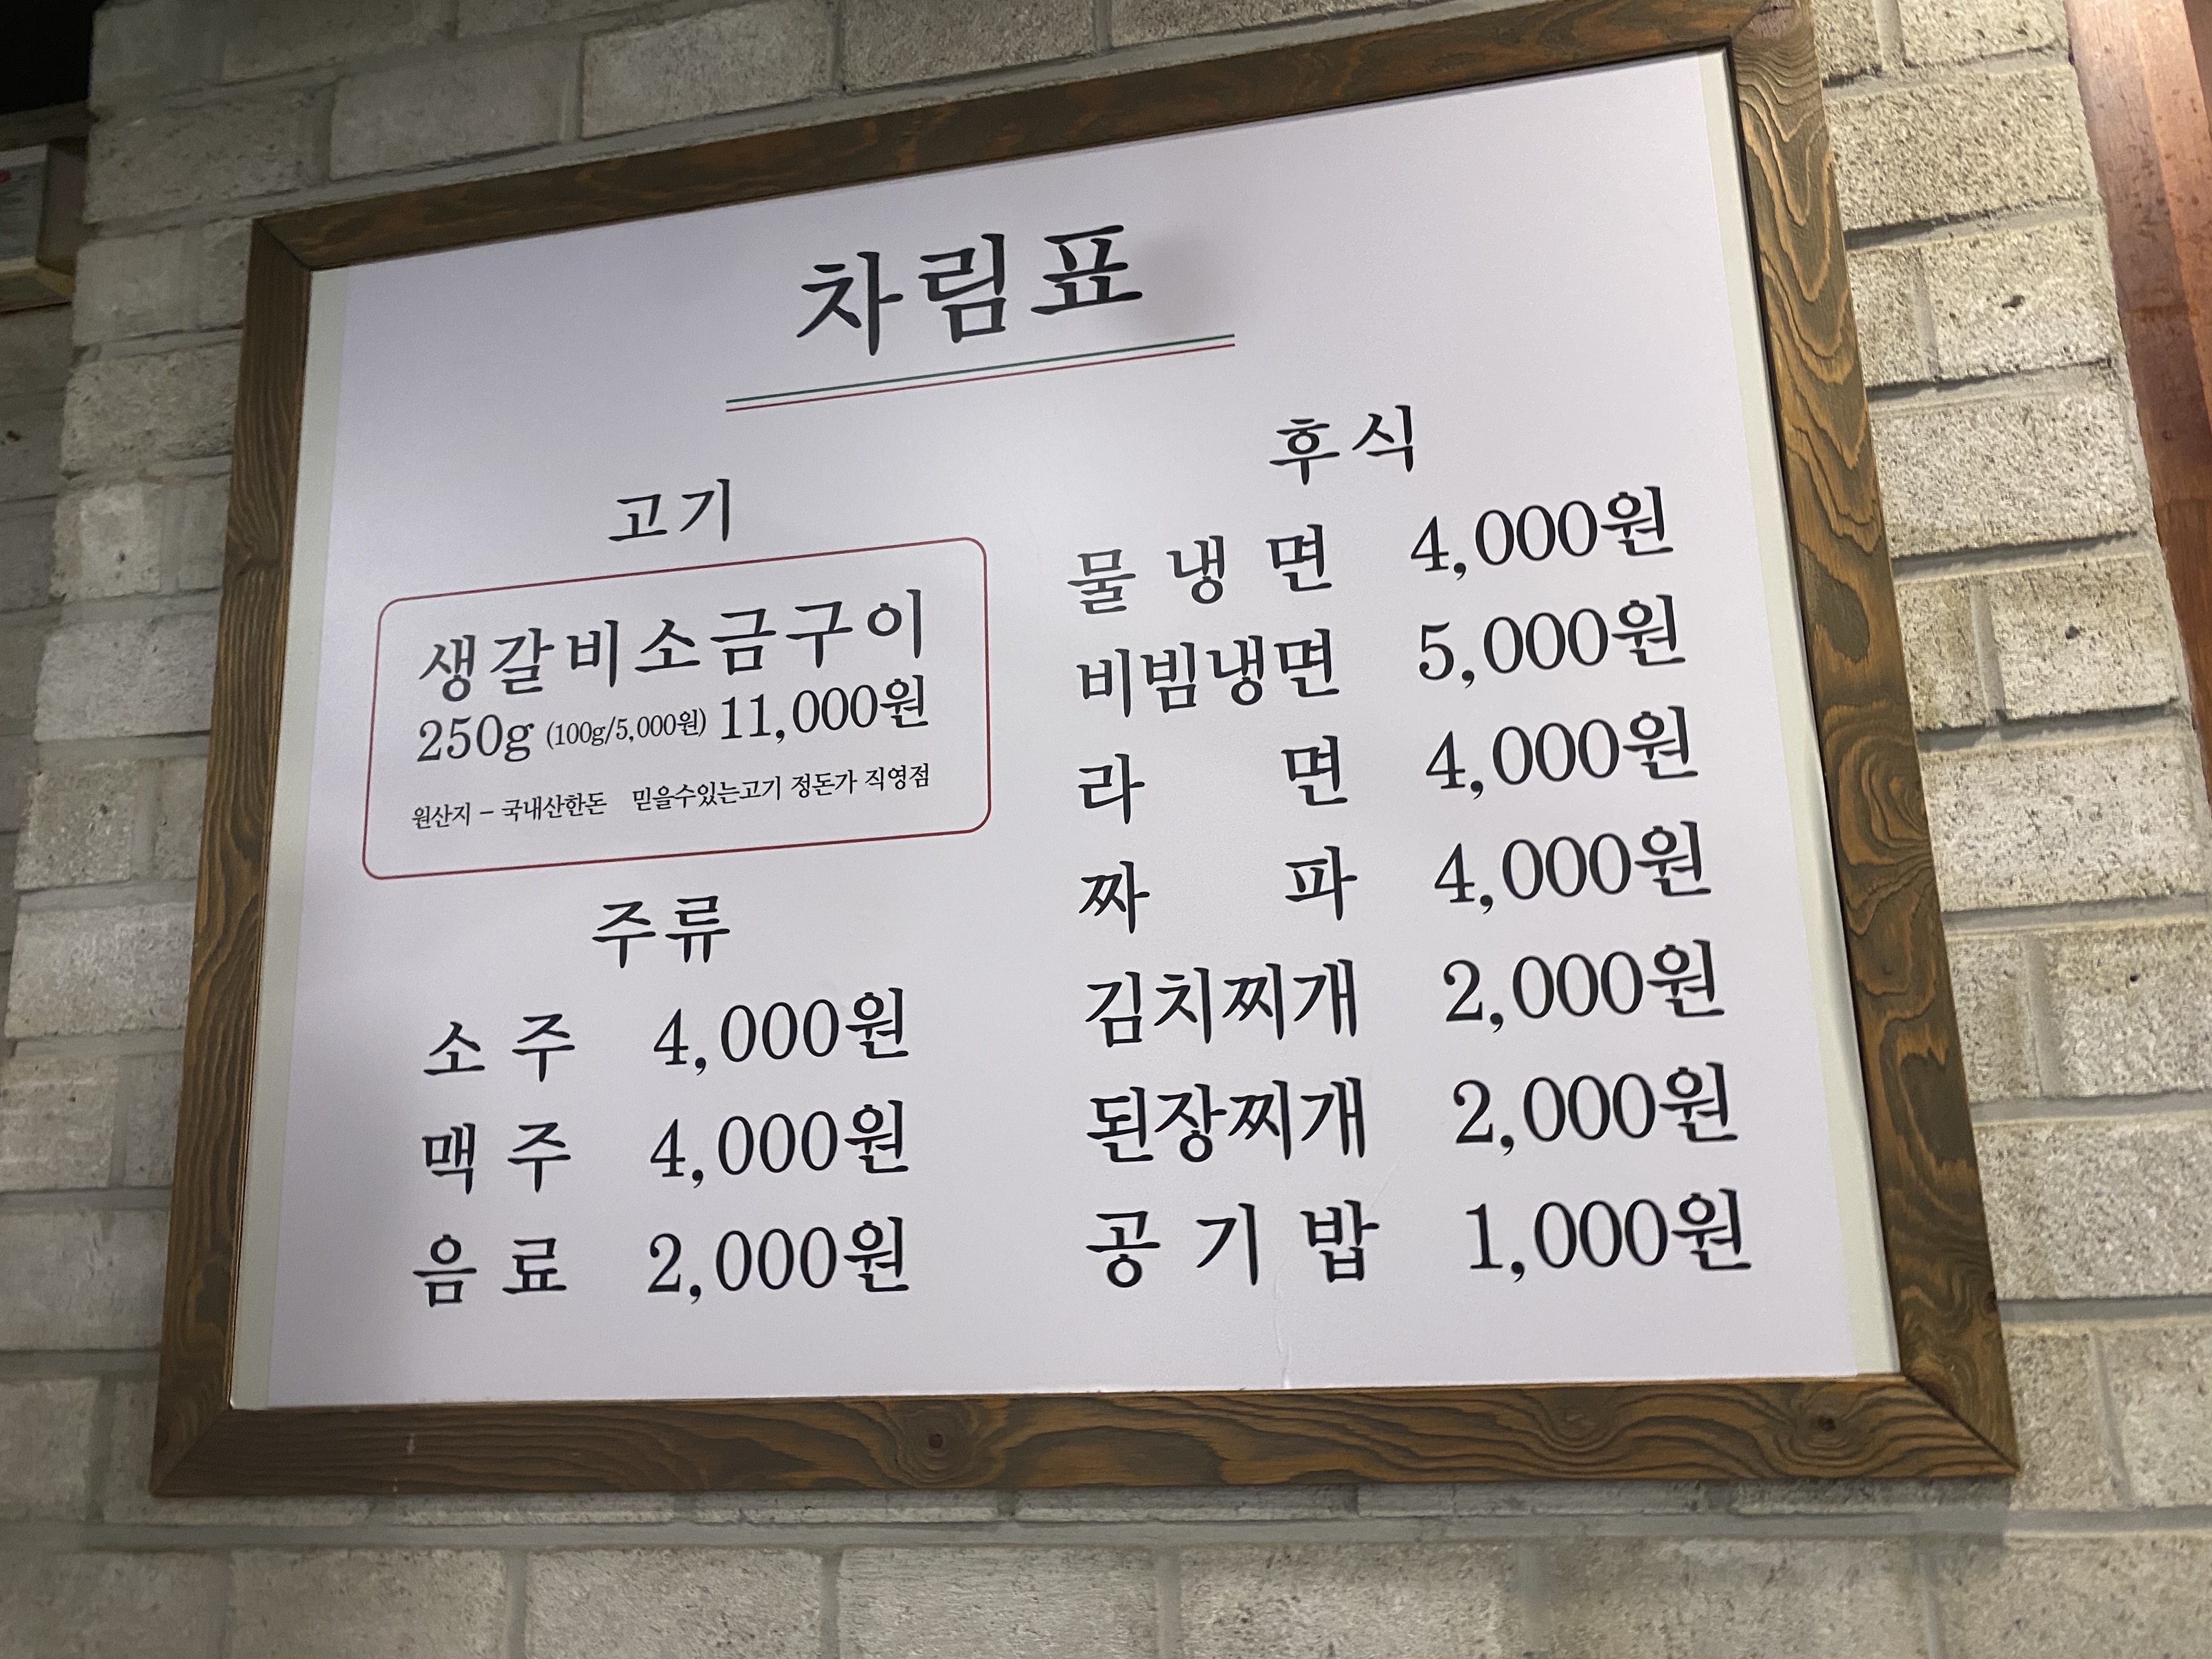 차림표
고기
생갈비소금구이
250g (100g/5,000원) 11,000원
원산지 - 국내산한돈 믿을수있는고기 정돈가 직영점
주류
소주 4,000원
맥주 4,000원
음료 2,000원
후식
물냉면 4,000원
비빔냉면 5,000원
라면 4,000원
짜파 4,000원
김치찌개 2,000원
된장찌개 2,000원
공기밥 1,000원